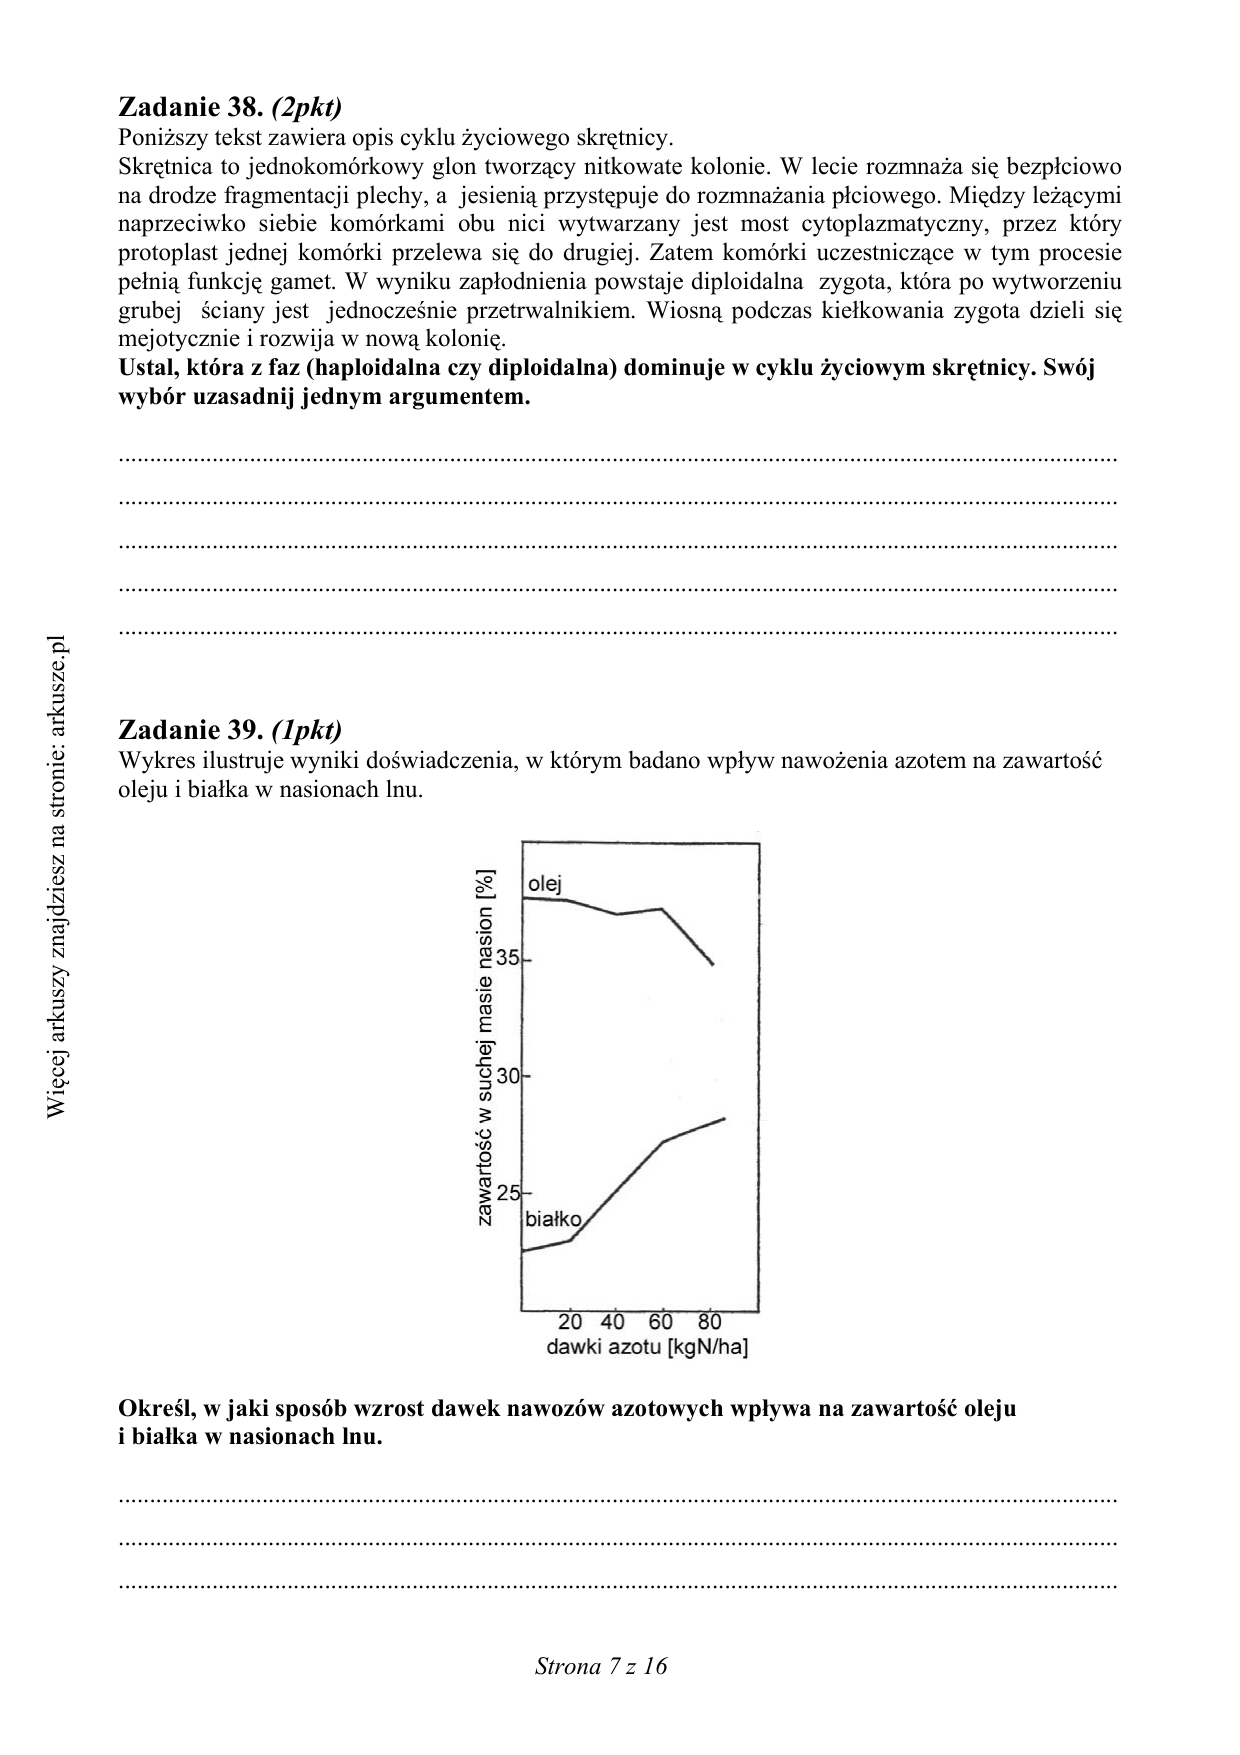 Zadanie 38. (2pkt)
Poniższy tekst zawiera opis cyklu życiowego skrętnicy.
Skrętnica to jednokomórkowy glon tworzący nitkowate kolonie. W lecie rozmnaża się bezpłciowo
na drodze fragmentacji plechy, a jesienią przystępuje do rozmnażania płciowego. Między leżącymi
naprzeciwko siebie komórkami obu nici wytwarzany jest most cytoplazmatyczny, przez który
protoplast jednej komórki przelewa się do drugiej. Zatem komórki uczestniczące w tym procesie
pełnią funkcję gamet. W wyniku zapłodnienia powstaje diploidalna zygota, która po wytworzeniu
grubej ściany jest jednocześnie przetrwalnikiem. Wiosną podczas kiełkowania zygota dzieli się
mejotycznie i rozwija w nową kolonię.
Ustal, która z faz (haploidalna czy diploidalna) dominuje w cyklu życiowym skrętnicy. Swój
wybór uzasadnij jednym argumentem.
Zadanie 39. (1pkt)
Wykres ilustruje wyniki doświadczenia, w którym badano wpływ nawożenia azotem na zawartość
oleju i białka w nasionach lnu.
zawartość w suchej masie nasion [%]
olej
35
30
25
białko
20 40 60 80
dawki azotu [kgN/ha]
Określ, w jaki sposób wzrost dawek nawozów azotowych wpływa na zawartość oleju
i białka w nasionach lnu.
Strona 7 z 16
Więcej arkuszy znajdziesz na stronie: arkusze.pl